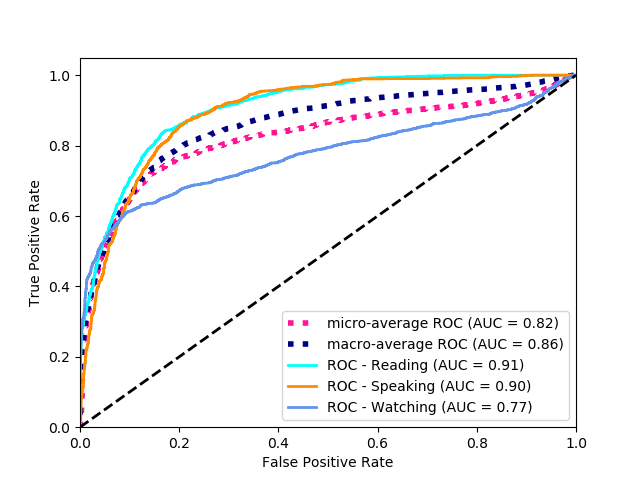 1.0
0.8
0.6
0.4
0.2
0.0
True Positive Rate
0.0 0.2 0.4 0.6 0.8 1.0
False Positive Rate
micro-average ROC (AUC = 0.82)
macro-average ROC (AUC = 0.86)
ROC - Reading (AUC = 0.91)
ROC - Speaking (AUC = 0.90)
ROC - Watching (AUC = 0.77)